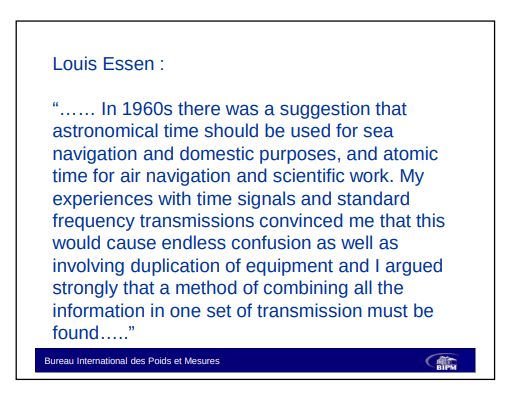 Louis Essen :
“…… In 1960s there was a suggestion that
astronomical time should be used for sea
navigation and domestic purposes, and atomic
time for air navigation and scientific work. My
experiences with time signals and standard
frequency transmissions convinced me that this
would cause endless confusion as well as
involving duplication of equipment and I argued
strongly that a method of combining all the
information in one set of transmission must be
found…..”
Bureau International des Poids et Mesures
BIPM